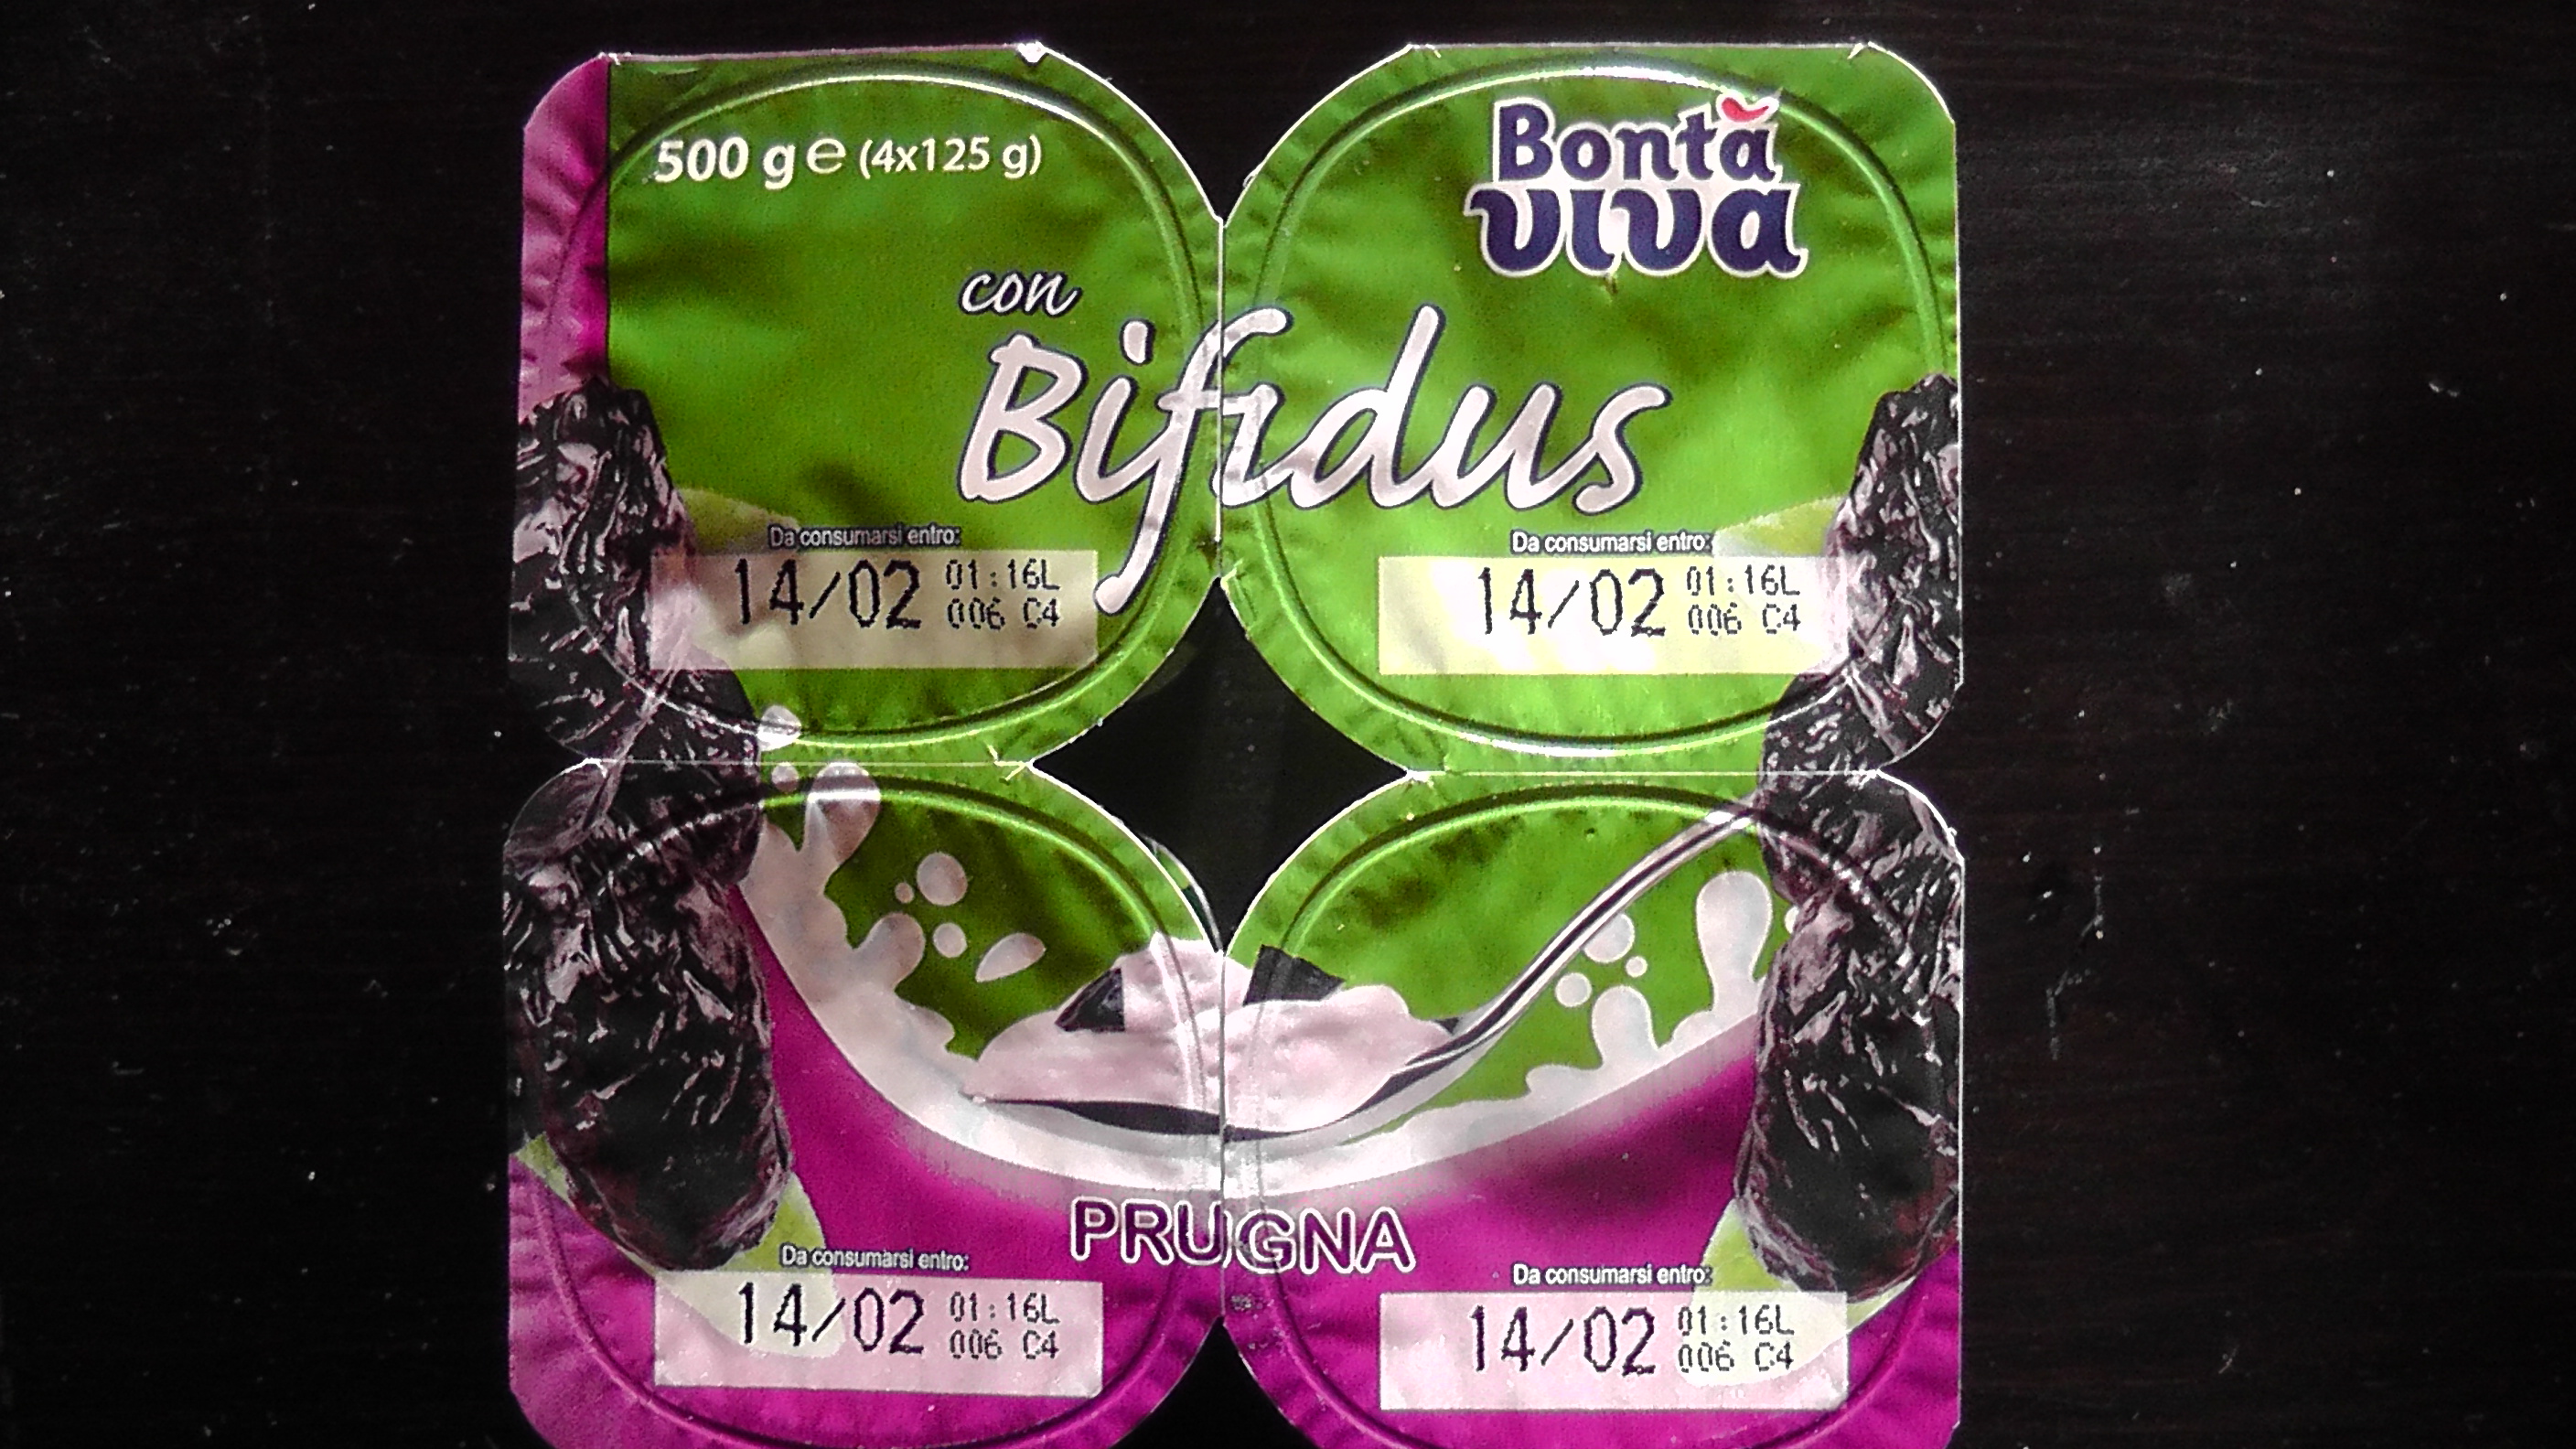 500 g e (4x125 g)
Bontà
viva
con
Bifidus
Da consumarsi entro:
14/02 01:16L
006 C4
Da consumarsi entro:
14/02 01:16L
006 C4
PRUGNA
Da consumarsi entro:
14/02 01:16L
006 C4
Da consumarsi entro:
14/02 01:16L
006 C4